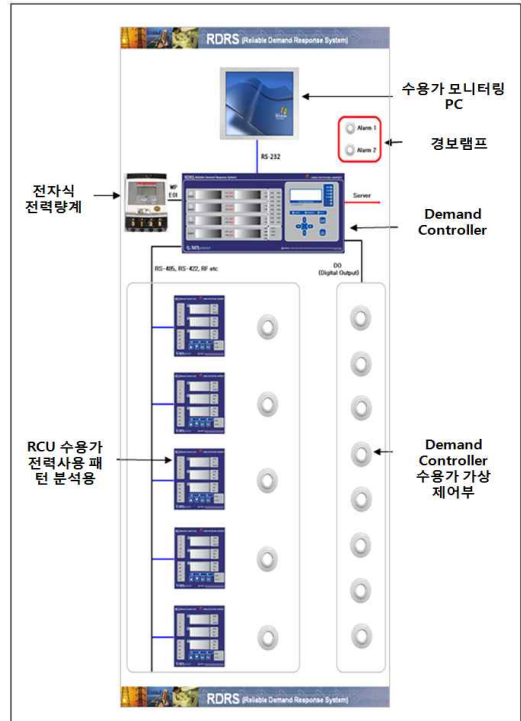 RDRS (Reliable Demand Response System)
수용가 모니터링
PC
Alarm 1
Alarm 2
경보램프
RS-232
전자식
전력량계
WP
EOI
RDRS
Server
Demand
Controller
RS-485, RS-422, RF etc
DO
(Digital Output)
RCU 수용가
전력사용 패
턴 분석용
Demand
Controller
수용가 가상
제어부
RDRS (Reliable Demand Response System)